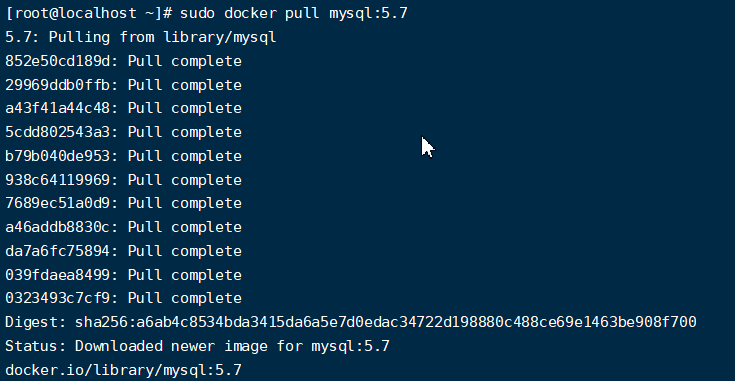 [root@localhost ~]# sudo docker pull mysql:5.7
5.7: Pulling from library/mysql
852e50cd189d: Pull complete
29969ddb0ffb: Pull complete
a43f41a44c48: Pull complete
5cdd802543a3: Pull complete
b79b040de953: Pull complete
938c64119969: Pull complete
7689ec51a0d9: Pull complete
a46addb8830c: Pull complete
da7a6fc75894: Pull complete
039fdaea8499: Pull complete
0323493c7cf9: Pull complete
Digest: sha256:a6ab4c8534bda3415da6a5e7d0edac34722d198880c488ce69e1463be908f700
Status: Downloaded newer image for mysql:5.7
docker.io/library/mysql:5.7